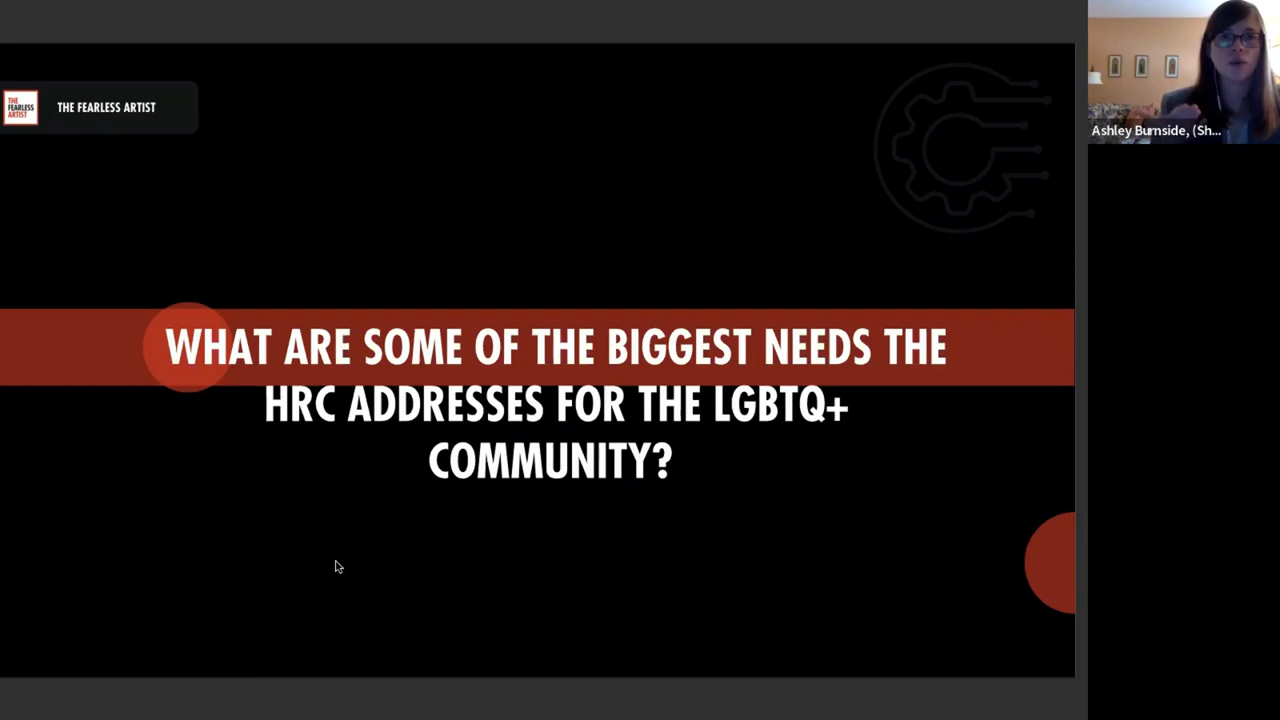 THE
FEARLESS
ARTIST
THE FEARLESS ARTIST
WHAT ARE SOME OF THE BIGGEST NEEDS THE
HRC ADDRESSES FOR THE LGBTQ+
COMMUNITY?
Ashley Burnside, (Sh...